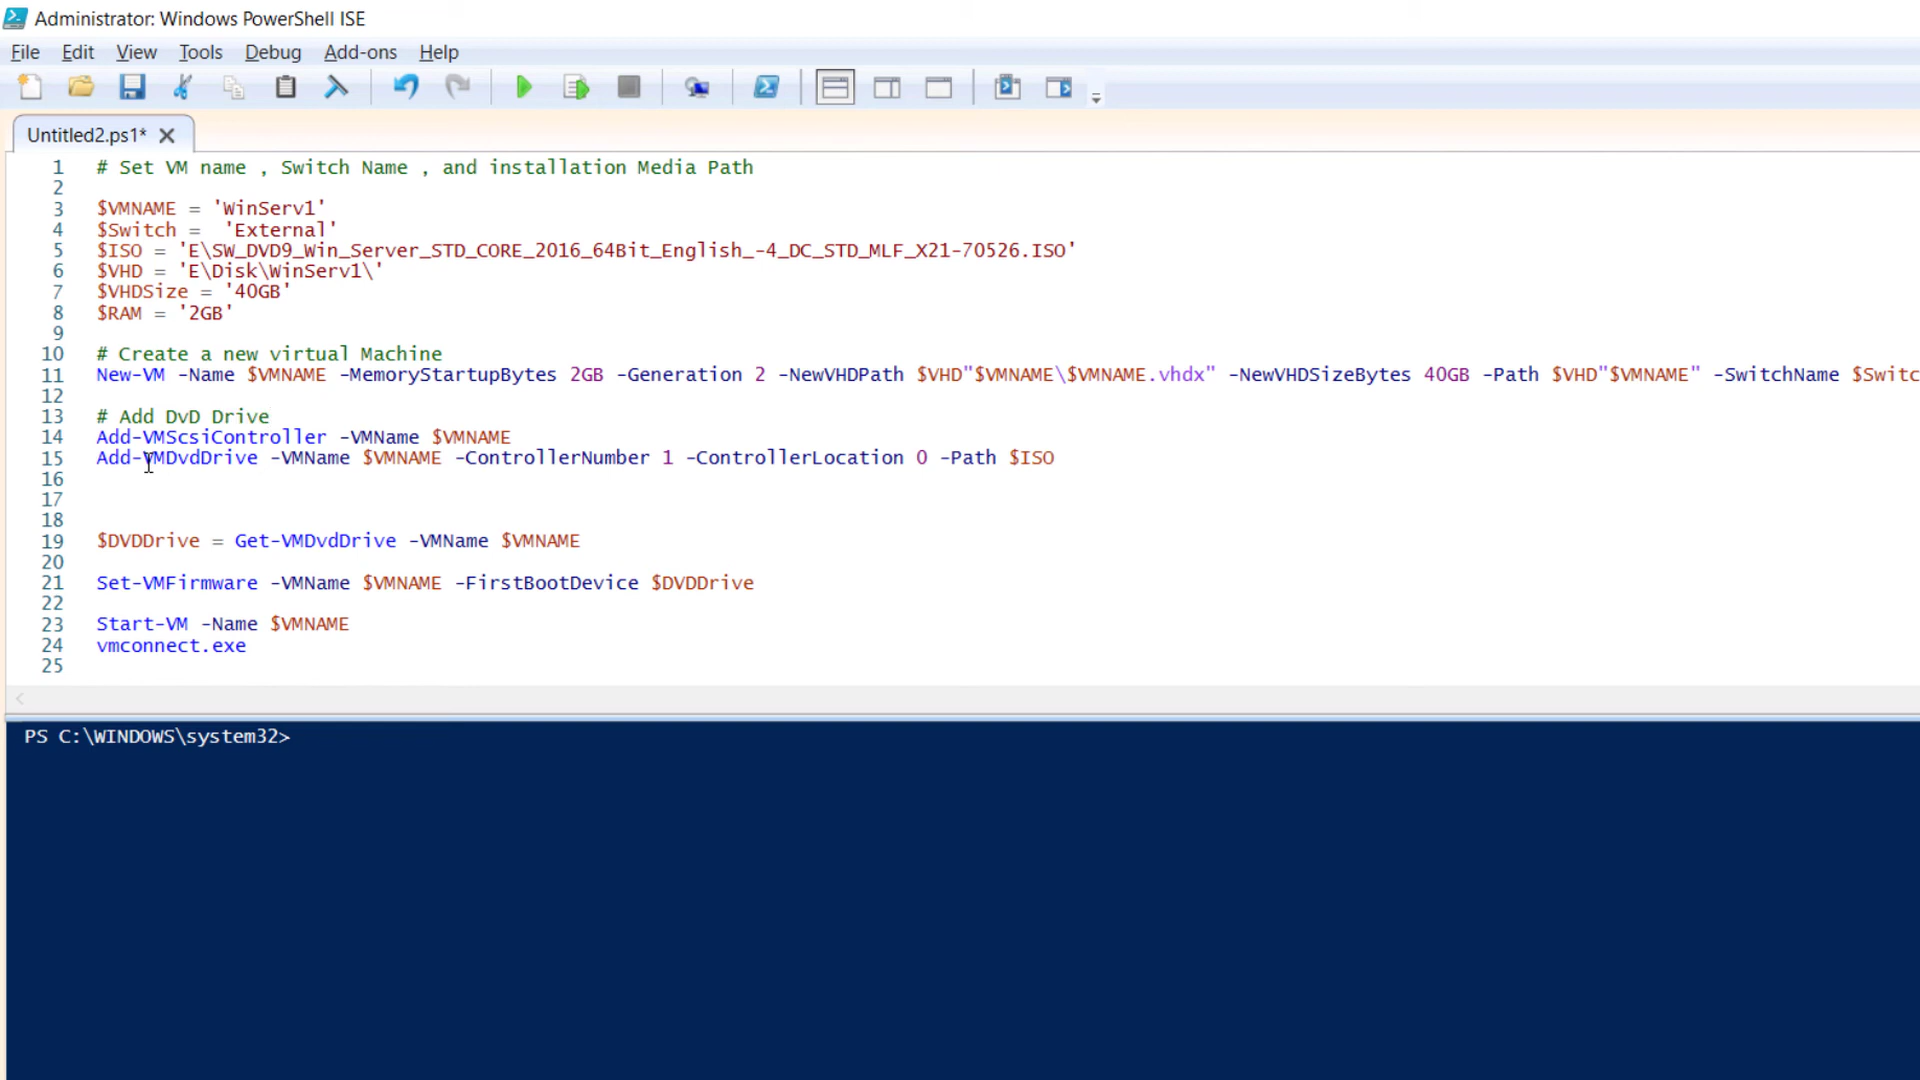 Administrator: Windows PowerShell ISE
File Edit View Tools Debug Add-ons Help
Untitled2.ps1*
1 # Set VM name , Switch Name , and installation Media Path
2
3 $VMNAME = 'WinServ1'
4 $Switch =  'External'
5 $ISO = 'E\SW_DVD9_Win_Server_STD_CORE_2016_64Bit_English_-4_DC_STD_MLF_X21-70526.ISO'
6 $VHD = 'E\Disk\WinServ1\'
7 $VHDSize = '40GB'
8 $RAM = '2GB'
9
10 # Create a new virtual Machine
11 New-VM -Name $VMNAME -MemoryStartupBytes 2GB -Generation 2 -NewVHDPath $VHD"$VMNAME\$VMNAME.vhdx" -NewVHDSizeBytes 40GB -Path $VHD"$VMNAME" -SwitchName $Switc
12
13 # Add DvD Drive
14 Add-VMScsiController -VMName $VMNAME
15 Add-VMDvdDrive -VMName $VMNAME -ControllerNumber 1 -ControllerLocation 0 -Path $ISO
16
17
18
19 $DVDDrive = Get-VMDvdDrive -VMName $VMNAME
20
21 Set-VMFirmware -VMName $VMNAME -FirstBootDevice $DVDDrive
22
23 Start-VM -Name $VMNAME
24 vmconnect.exe
25
PS C:\WINDOWS\system32>